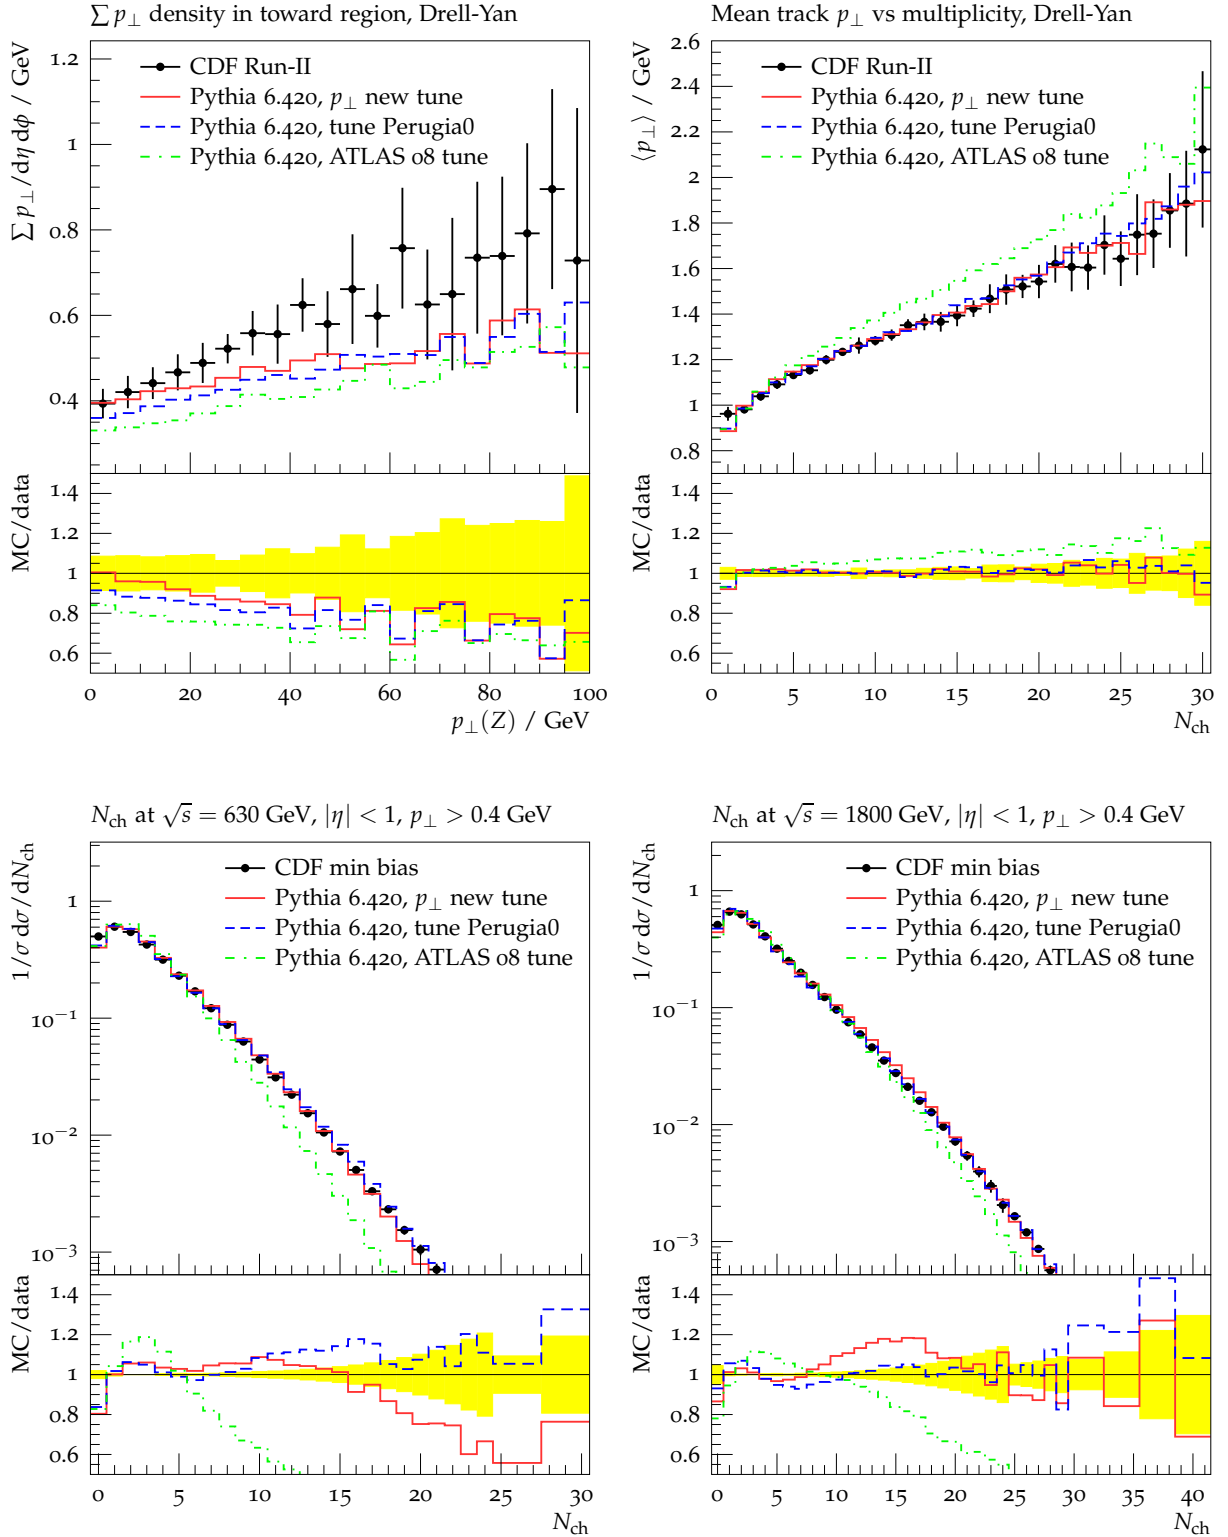 ∑ p⊥ density in toward region, Drell-Yan
∑ p⊥/dη dϕ / GeV
1.2
1
0.8
0.6
0.4
CDF Run-II
Pythia 6.420, p⊥ new tune
Pythia 6.420, tune Perugia0
Pythia 6.420, ATLAS 08 tune
MC/data
1.4
1.2
1
0.8
0.6
0 20 40 60 80 100
p⊥(Z) / GeV
Mean track p⊥ vs multiplicity, Drell-Yan
⟨p⊥⟩ / GeV
2.6
2.4
2.2
2
1.8
1.6
1.4
1.2
1
0.8
CDF Run-II
Pythia 6.420, p⊥ new tune
Pythia 6.420, tune Perugia0
Pythia 6.420, ATLAS 08 tune
MC/data
1.4
1.2
1
0.8
0.6
0 5 10 15 20 25 30
Nch
Nch at √s = 630 GeV, |η| < 1, p⊥ > 0.4 GeV
1/σ dσ/dNch
1
10⁻¹
10⁻²
10⁻³
CDF min bias
Pythia 6.420, p⊥ new tune
Pythia 6.420, tune Perugia0
Pythia 6.420, ATLAS 08 tune
MC/data
1.4
1.2
1
0.8
0.6
0 5 10 15 20 25 30
Nch
Nch at √s = 1800 GeV, |η| < 1, p⊥ > 0.4 GeV
1/σ dσ/dNch
1
10⁻¹
10⁻²
10⁻³
CDF min bias
Pythia 6.420, p⊥ new tune
Pythia 6.420, tune Perugia0
Pythia 6.420, ATLAS 08 tune
MC/data
1.4
1.2
1
0.8
0.6
0 5 10 15 20 25 30 35 40
Nch